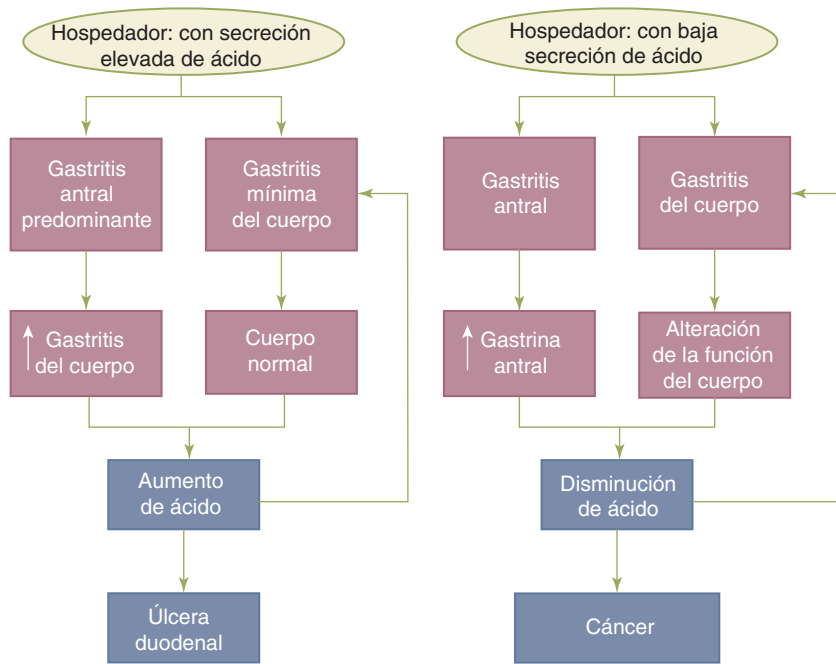 Hospedador: con secreción
elevada de ácido
Gastritis
antral
predominante
Gastritis
mínima
del cuerpo
↑ Gastritis
del cuerpo
Cuerpo
normal
Aumento
de ácido
Úlcera
duodenal
Hospedador: con baja
secreción de ácido
Gastritis
antral
Gastritis
del cuerpo
↑ Gastrina
antral
Alteración
de la función
del cuerpo
Disminución
de ácido
Cáncer